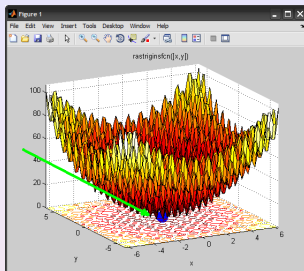 Figure 1
File Edit View Insert Tools Desktop Window Help
rastriginsfcn([x,y])
100
80
60
40
20
0
5
0
-5
y
-6 -4 -2 0 2 4 6
x